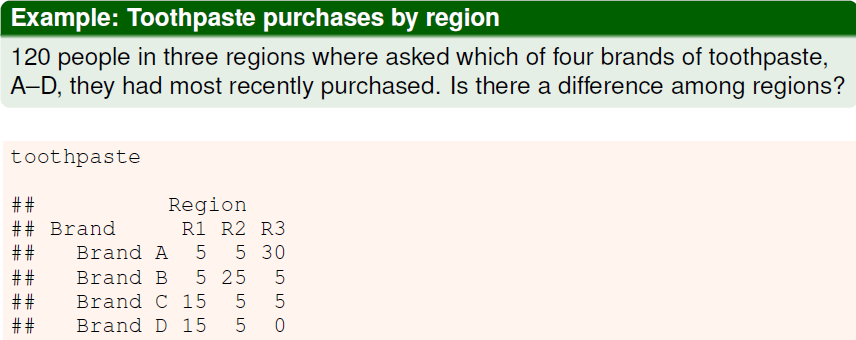 Example: Toothpaste purchases by region
120 people in three regions where asked which of four brands of toothpaste,
A–D, they had most recently purchased. Is there a difference among regions?
toothpaste
##           Region
## Brand     R1 R2 R3
##   Brand A  5  5 30
##   Brand B  5 25  5
##   Brand C 15  5  5
##   Brand D 15  5  0